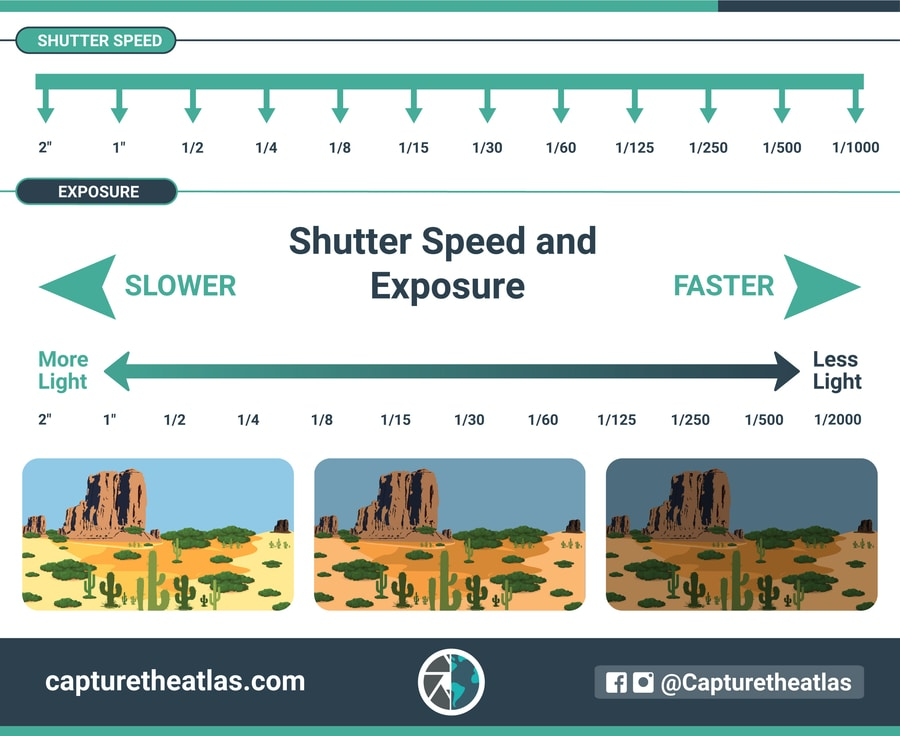 SHUTTER SPEED
2" 1" 1/2 1/4 1/8 1/15 1/30 1/60 1/125 1/250 1/500 1/1000
EXPOSURE
Shutter Speed and
Exposure
SLOWER
FASTER
More
Light
Less
Light
2" 1" 1/2 1/4 1/8 1/15 1/30 1/60 1/125 1/250 1/500 1/2000
capturetheatlas.com
@Capturetheatlas